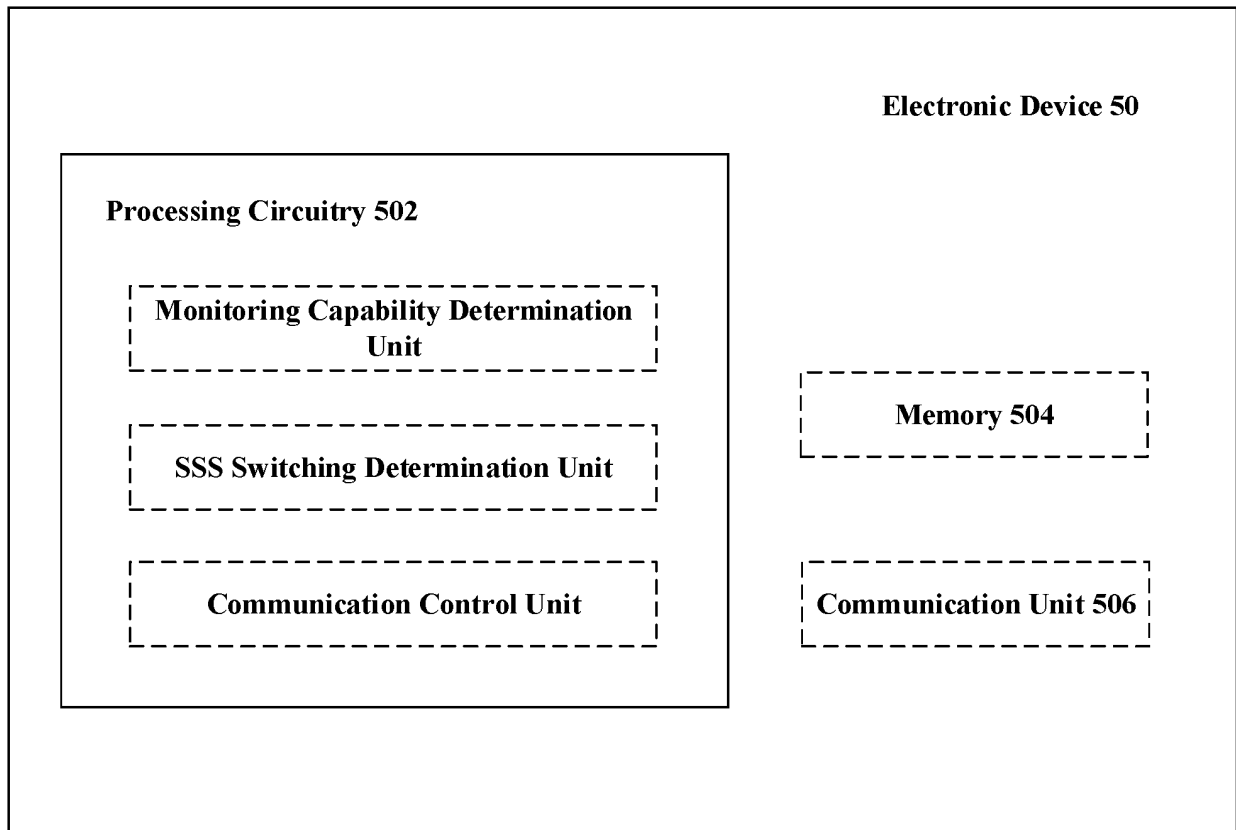 Electronic Device 50
Processing Circuitry 502
Monitoring Capability Determination
Unit
SSS Switching Determination Unit
Communication Control Unit
Memory 504
Communication Unit 506